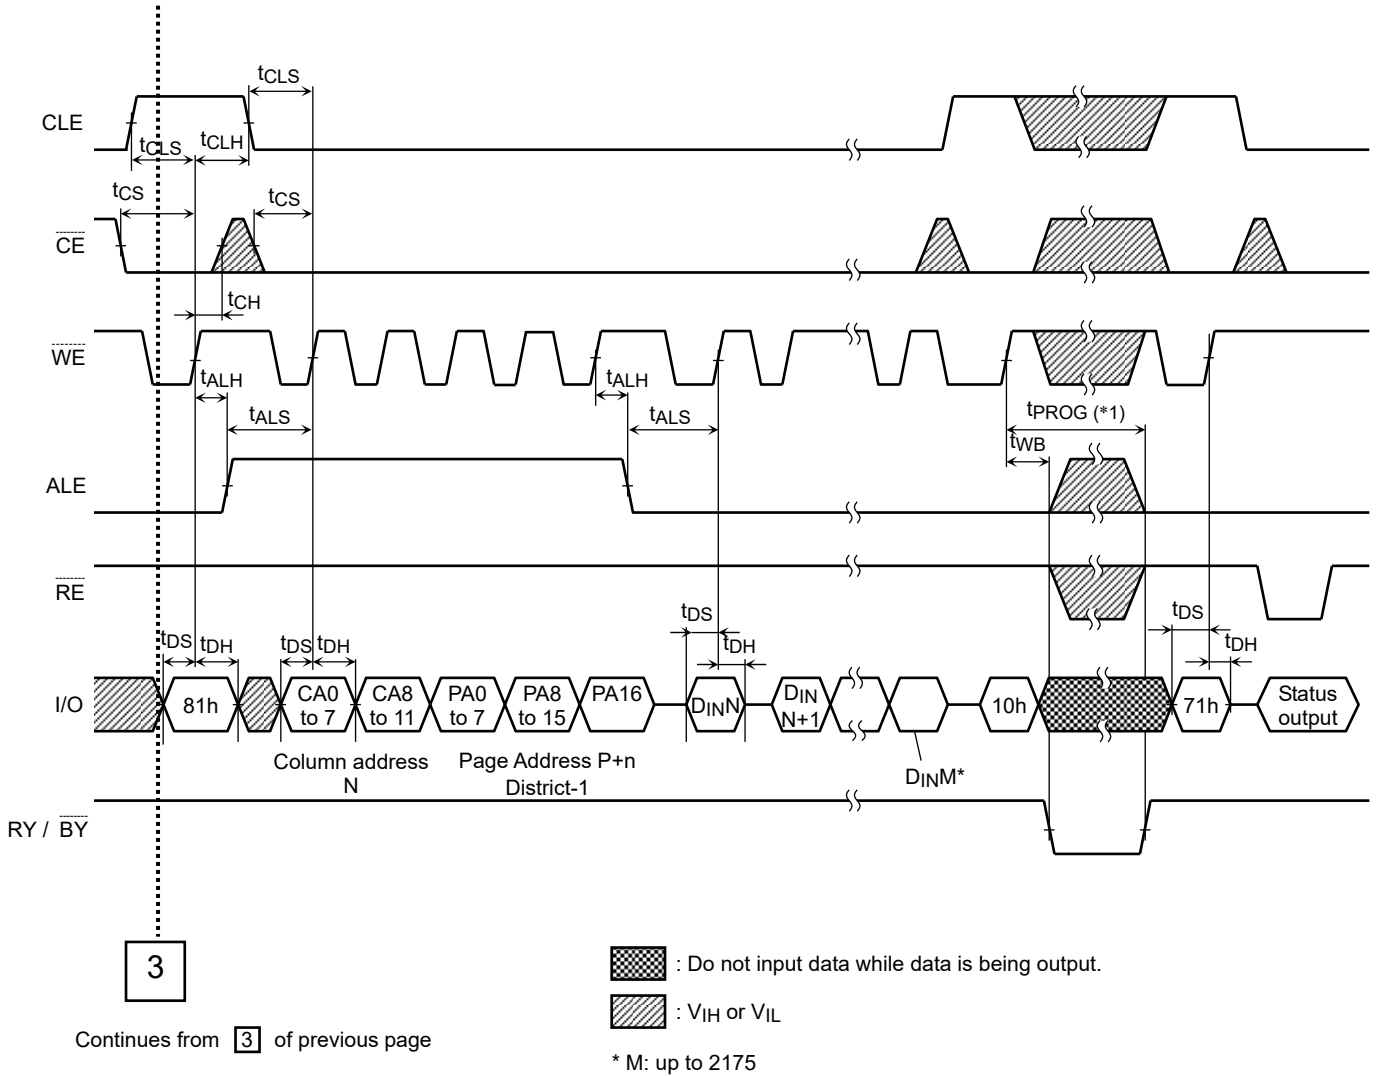 tCLS
CLE
tCLS tCLH
tCS tCS
CE
tCH
WE
tALH tALH
tPROG (*1)
tALS tALS
tWB
ALE
RE
tDS tDH tDS tDH tDS tDH tDS tDH
I/O
81h
CA0 to 7
CA8 to 11
PA0 to 7
PA8 to 15
PA16
DINN
DIN N+1
10h
71h
Status output
Column address
N
Page Address P+n
District-1
DINM*
RY / BY
3
: Do not input data while data is being output.
: VIH or VIL
Continues from 3 of previous page
* M: up to 2175